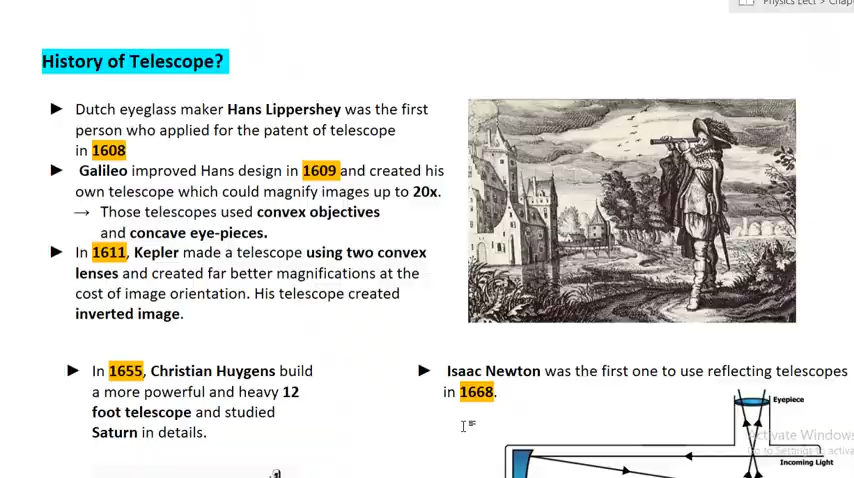 Physics Lect > Chap
History of Telescope?
► Dutch eyeglass maker Hans Lippershey was the first
person who applied for the patent of telescope
in 1608
► Galileo improved Hans design in 1609 and created his
own telescope which could magnify images up to 20x.
→ Those telescopes used convex objectives
and concave eye-pieces.
► In 1611, Kepler made a telescope using two convex
lenses and created far better magnifications at the
cost of image orientation. His telescope created
inverted image.
► In 1655, Christian Huygens build
a more powerful and heavy 12
foot telescope and studied
Saturn in details.
► Isaac Newton was the first one to use reflecting telescopes
in 1668.
Eyepiece
Activate Windows
Go to Settings to activa
Incoming Light